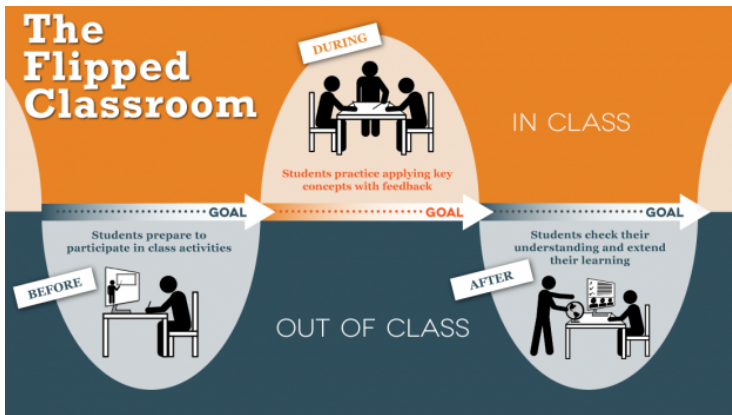 The
Flipped
Classroom
DURING
IN CLASS
Students practice applying key
concepts with feedback
GOAL
GOAL
GOAL
Students prepare to
participate in class activities
BEFORE
Students check their
understanding and extend
their learning
AFTER
OUT OF CLASS